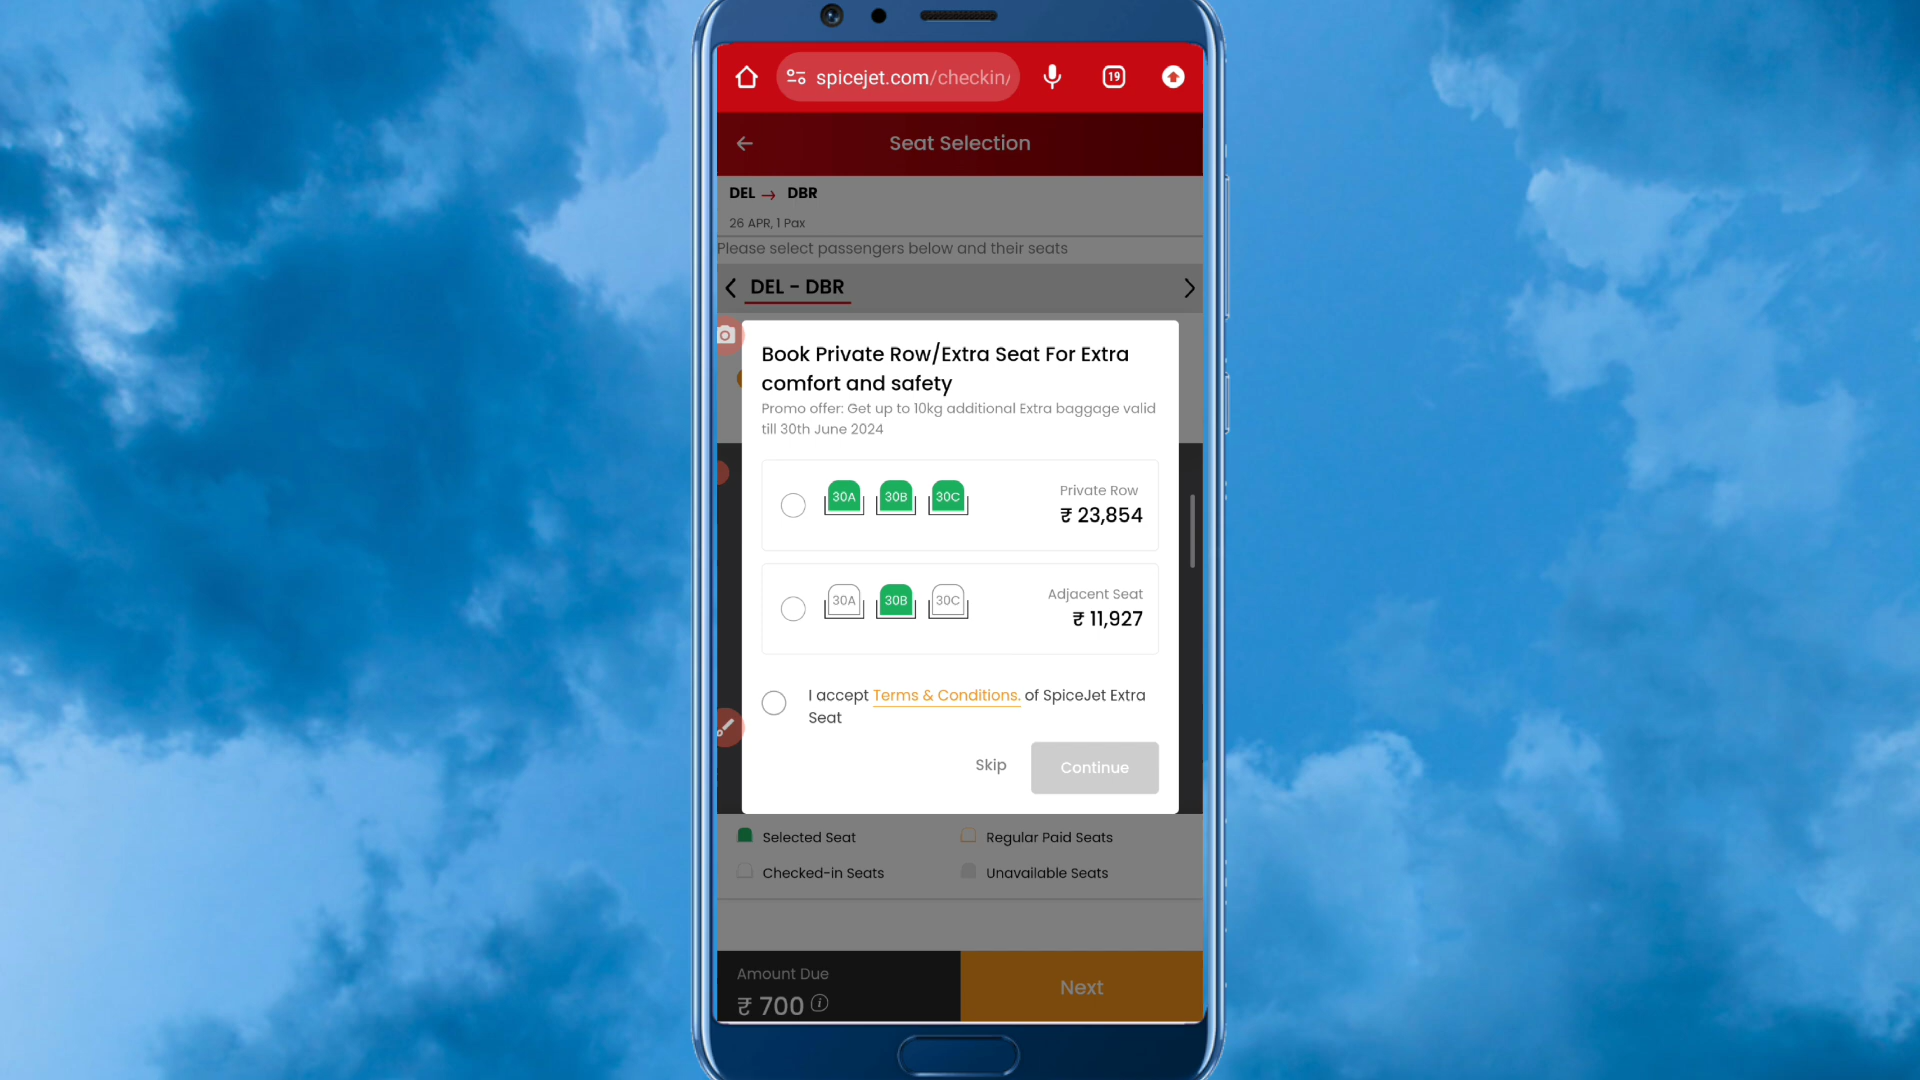 spicejet.com/checkin/
19
Seat Selection
DEL → DBR
26 APR, 1 Pax
Please select passengers below and their seats
DEL - DBR
Book Private Row/Extra Seat For Extra
comfort and safety
Promo offer: Get up to 10kg additional Extra baggage valid
till 30th June 2024
30A 30B 30C
Private Row
₹ 23,854
30A 30B 30C
Adjacent Seat
₹ 11,927
I accept Terms & Conditions. of SpiceJet Extra
Seat
Skip
Continue
Selected Seat
Regular Paid Seats
Checked-in Seats
Unavailable Seats
Amount Due
₹ 700
Next